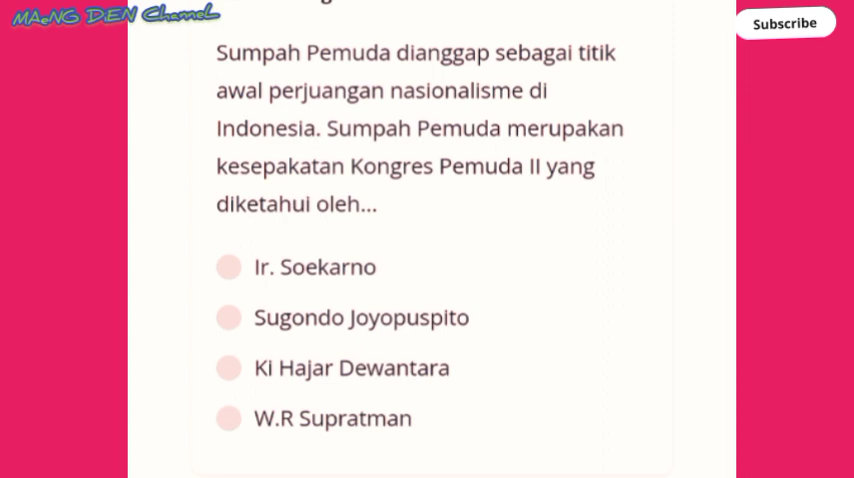 MAeNG DiEN Channel
Subscribe
Sumpah Pemuda dianggap sebagai titik
awal perjuangan nasionalisme di
Indonesia. Sumpah Pemuda merupakan
kesepakatan Kongres Pemuda II yang
diketahui oleh...
Ir. Soekarno
Sugondo Joyopuspito
Ki Hajar Dewantara
W.R Supratman